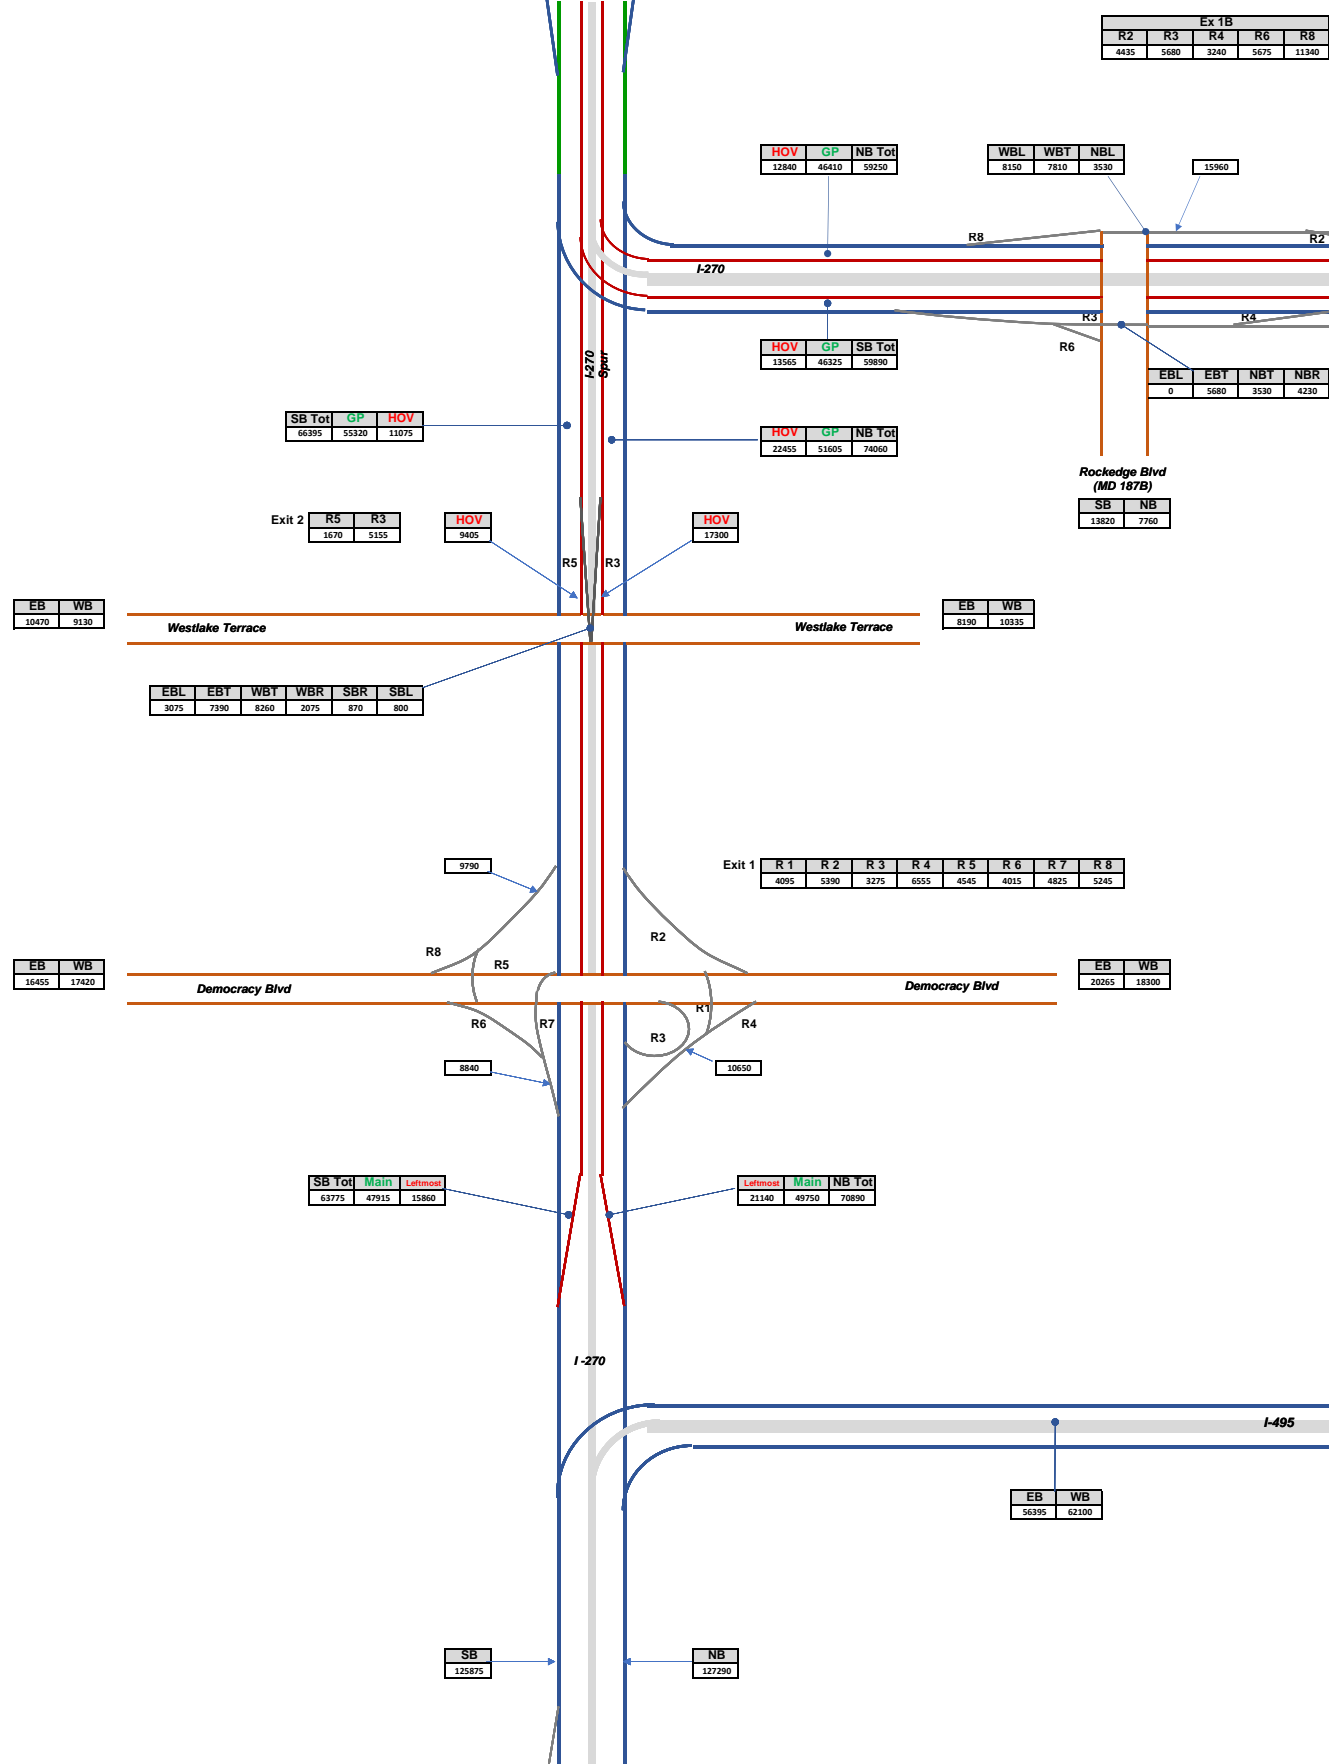 Ex 1B
R2 R3 R4 R6 R8
4435 5680 3240 5675 11340
HOV GP NB Tot
12840 46410 59250
WBL WBT NBL
8150 7810 3530
15960
R8
R2
I-270
R3
R4
R6
HOV GP SB Tot
13565 46325 59890
I-270
Spur
EBL EBT NBT NBR
0 5680 3530 4230
SB Tot GP HOV
66395 55320 11075
HOV GP NB Tot
22455 51605 74060
Rockedge Blvd
(MD 187B)
SB NB
13820 7760
Exit 2 R5 R3
1670 5155
HOV
9405
HOV
17300
R5 R3
EB WB
10470 9130
Westlake Terrace
Westlake Terrace
EB WB
8190 10335
EBL EBT WBT WBR SBR SBL
3075 7390 8260 2075 870 800
9790
Exit 1 R 1 R 2 R 3 R 4 R 5 R 6 R 7 R 8
4095 5390 3275 6555 4545 4015 4825 5245
R2
R8
R5
EB WB
16455 17420
Democracy Blvd
Democracy Blvd
EB WB
20265 18300
R1
R6 R7 R3 R4
8840
10650
SB Tot Main Leftmost
63775 47915 15860
Leftmost Main NB Tot
21140 49750 70890
I -270
I-495
EB WB
56395 62100
SB
125875
NB
127290